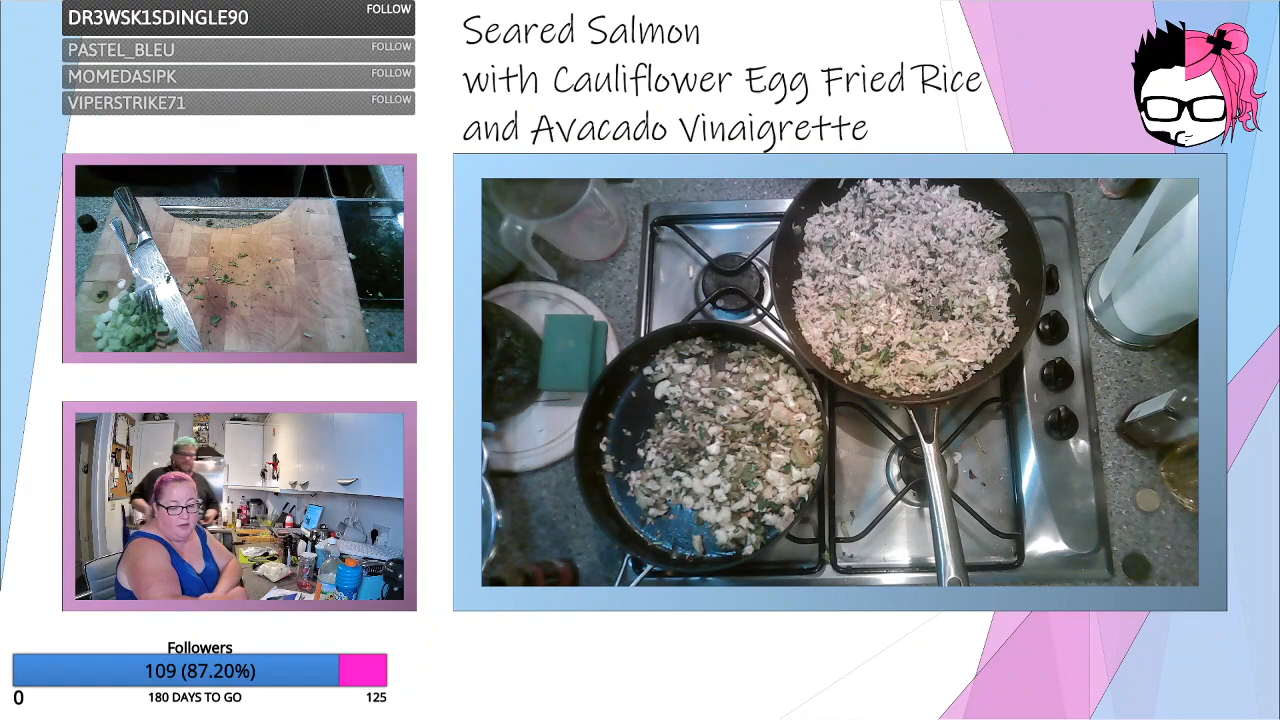 DR3WSK1SDINGLE90 FOLLOW
PASTEL_BLEU FOLLOW
MOMEDASIPK FOLLOW
VIPERSTRIKE71 FOLLOW
Seared Salmon
with Cauliflower Egg Fried Rice
and Avacado Vinaigrette
Followers
109 (87.20%)
0 180 DAYS TO GO 125